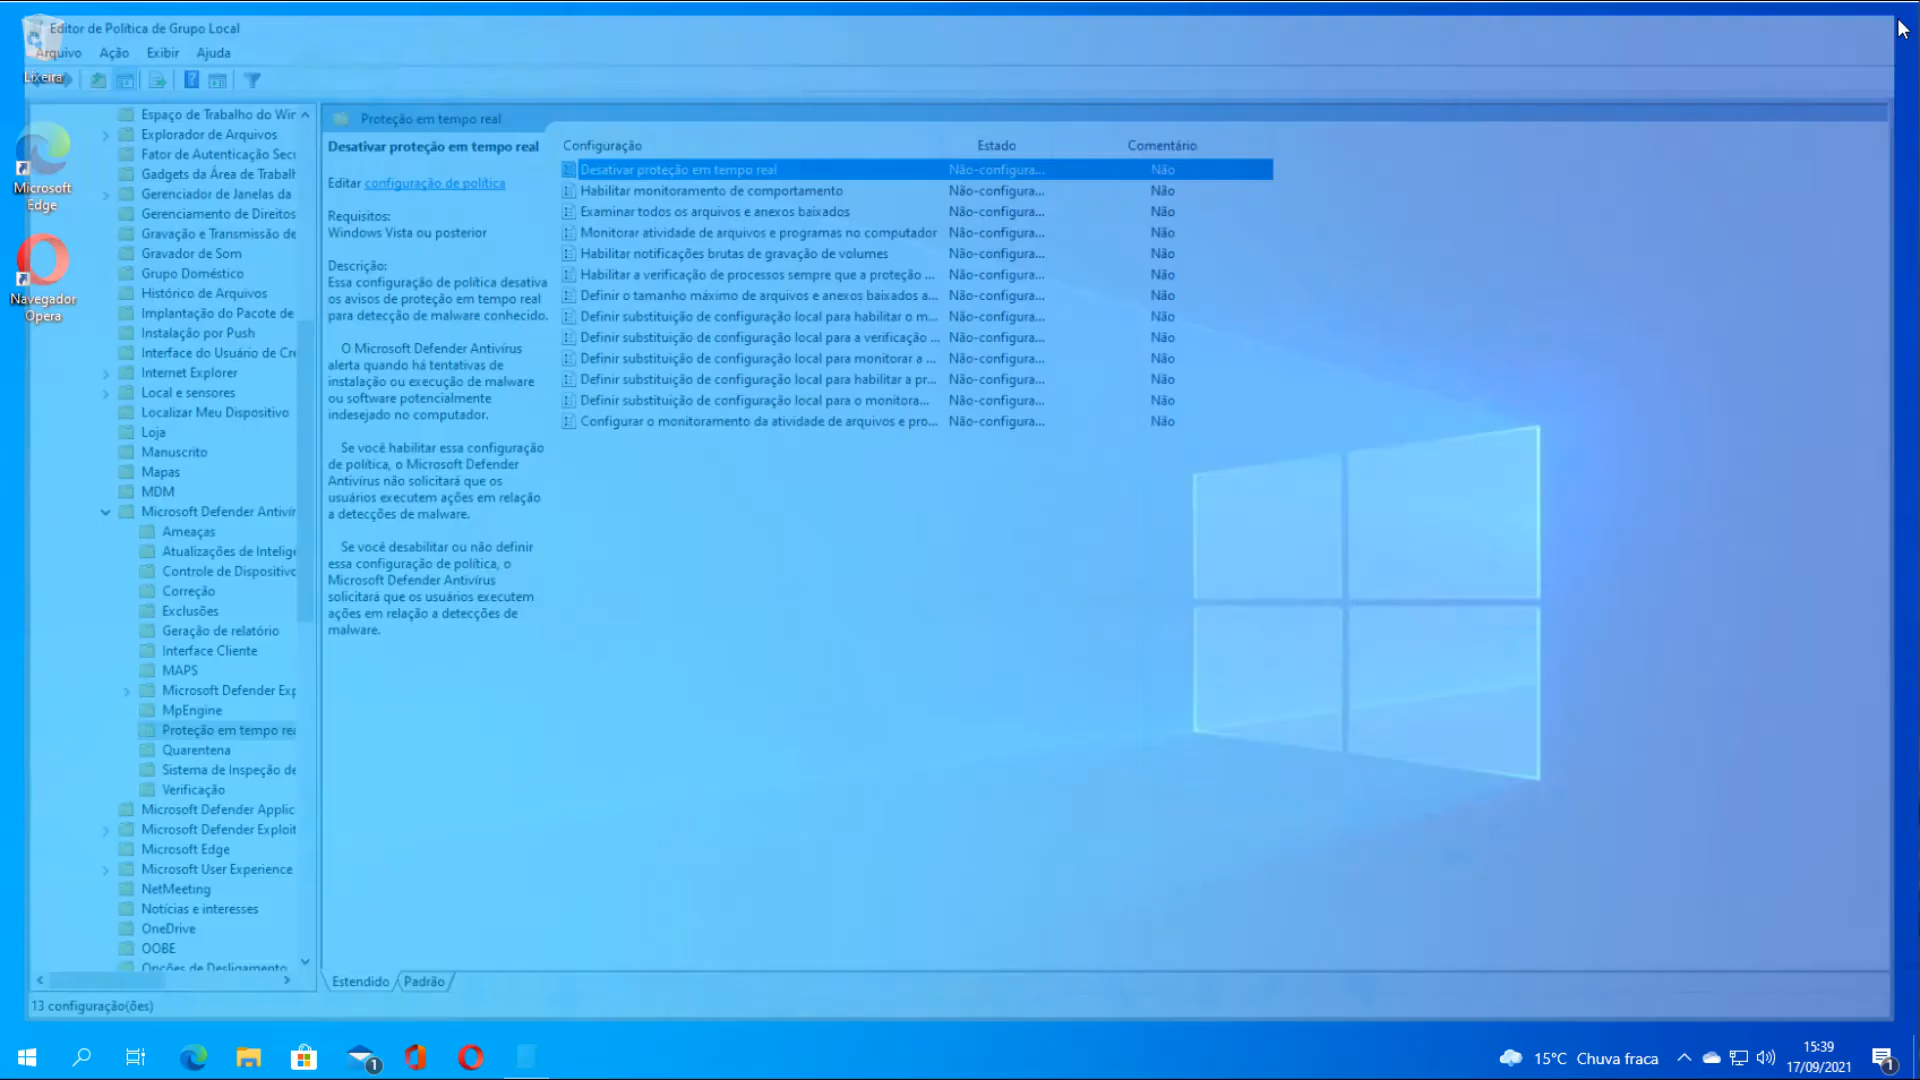 Editor de Política de Grupo Local
Arquivo Ação Exibir Ajuda
Lixeira
Microsoft
Edge
Navegador
Opera
Espaço de Trabalho do Wir
Explorador de Arquivos
Fator de Autenticação Secu
Gadgets da Área de Trabalh
Gerenciador de Janelas da
Gerenciamento de Direitos
Gravação e Transmissão de
Gravador de Som
Grupo Doméstico
Histórico de Arquivos
Implantação do Pacote de
Instalação por Push
Interface do Usuário de Cre
Internet Explorer
Local e sensores
Localizar Meu Dispositivo
Loja
Manuscrito
Mapas
MDM
Microsoft Defender Antivír
Ameaças
Atualizações de Intelige
Controle de Dispositivo
Correção
Exclusões
Geração de relatório
Interface Cliente
MAPS
Microsoft Defender Exp
MpEngine
Proteção em tempo rea
Quarentena
Sistema de Inspeção de
Verificação
Microsoft Defender Applic
Microsoft Defender Exploit
Microsoft Edge
Microsoft User Experience
NetMeeting
Notícias e interesses
OneDrive
OOBE
Opções de Desligamento
13 configuração(ões)
Proteção em tempo real
Desativar proteção em tempo real
Editar configuração de política
Requisitos:
Windows Vista ou posterior
Descrição:
Essa configuração de política desativa
os avisos de proteção em tempo real
para detecção de malware conhecido.
O Microsoft Defender Antivírus
alerta quando há tentativas de
instalação ou execução de malware
ou software potencialmente
indesejado no computador.
Se você habilitar essa configuração
de política, o Microsoft Defender
Antivírus não solicitará que os
usuários executem ações em relação
a detecções de malware.
Se você desabilitar ou não definir
essa configuração de política, o
Microsoft Defender Antivírus
solicitará que os usuários executem
ações em relação a detecções de
malware.
Configuração Estado Comentário
Desativar proteção em tempo real Não-configura... Não
Habilitar monitoramento de comportamento Não-configura... Não
Examinar todos os arquivos e anexos baixados Não-configura... Não
Monitorar atividade de arquivos e programas no computador Não-configura... Não
Habilitar notificações brutas de gravação de volumes Não-configura... Não
Habilitar a verificação de processos sempre que a proteção ... Não-configura... Não
Definir o tamanho máximo de arquivos e anexos baixados a... Não-configura... Não
Definir substituição de configuração local para habilitar o m... Não-configura... Não
Definir substituição de configuração local para a verificação ... Não-configura... Não
Definir substituição de configuração local para monitorar a ... Não-configura... Não
Definir substituição de configuração local para habilitar a pr... Não-configura... Não
Definir substituição de configuração local para o monitora... Não-configura... Não
Configurar o monitoramento da atividade de arquivos e pro... Não-configura... Não
Estendido Padrão
1
15°C Chuva fraca
15:39
17/09/2021
1